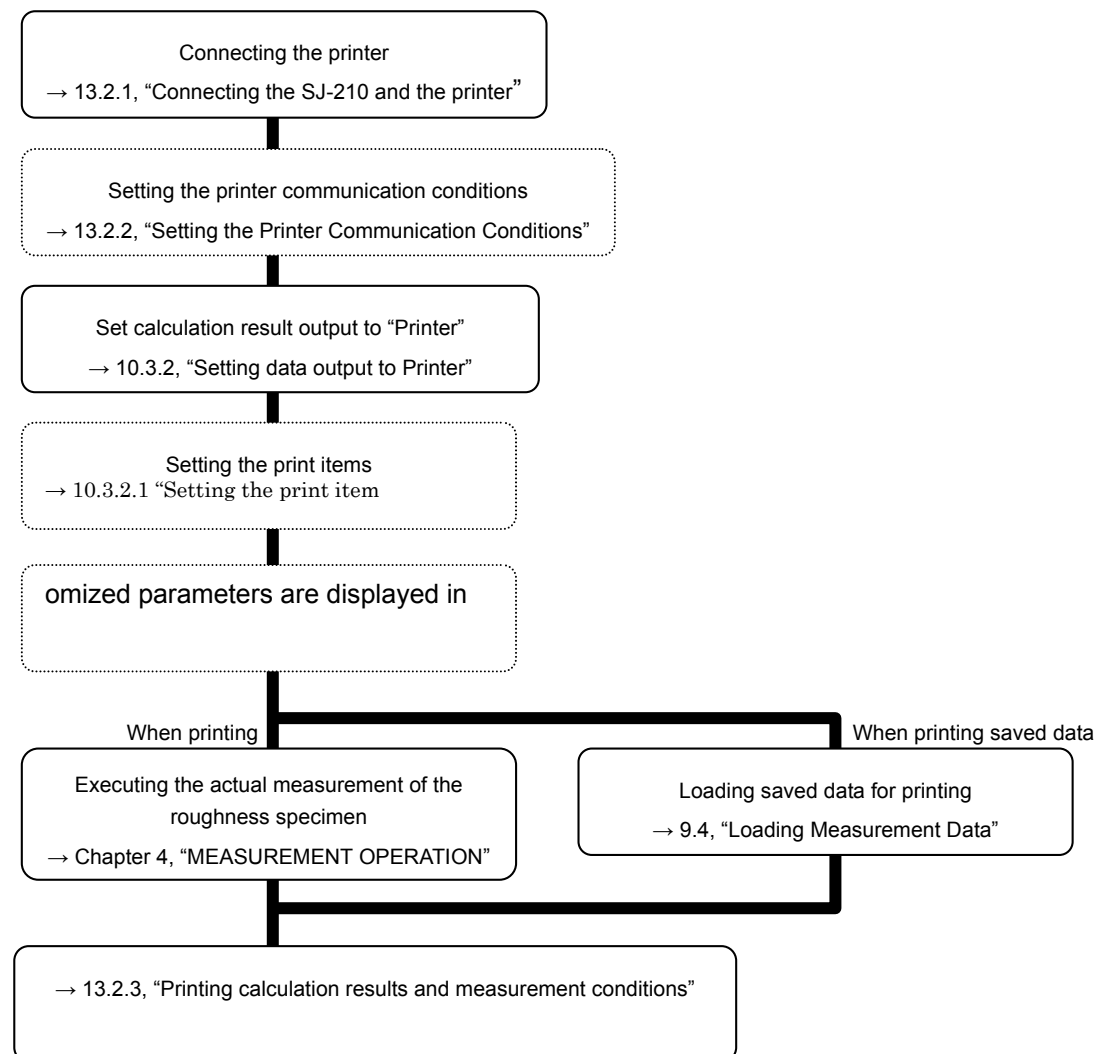 Connecting the printer
→ 13.2.1, “Connecting the SJ-210 and the printer”
Setting the printer communication conditions
→ 13.2.2, “Setting the Printer Communication Conditions”
Set calculation result output to “Printer”
→ 10.3.2, “Setting data output to Printer”
Setting the print items
→ 10.3.2.1 “Setting the print item
omized parameters are displayed in
When printing
When printing saved data
Executing the actual measurement of the
roughness specimen
→ Chapter 4, “MEASUREMENT OPERATION”
Loading saved data for printing
→ 9.4, “Loading Measurement Data”
→ 13.2.3, “Printing calculation results and measurement conditions”